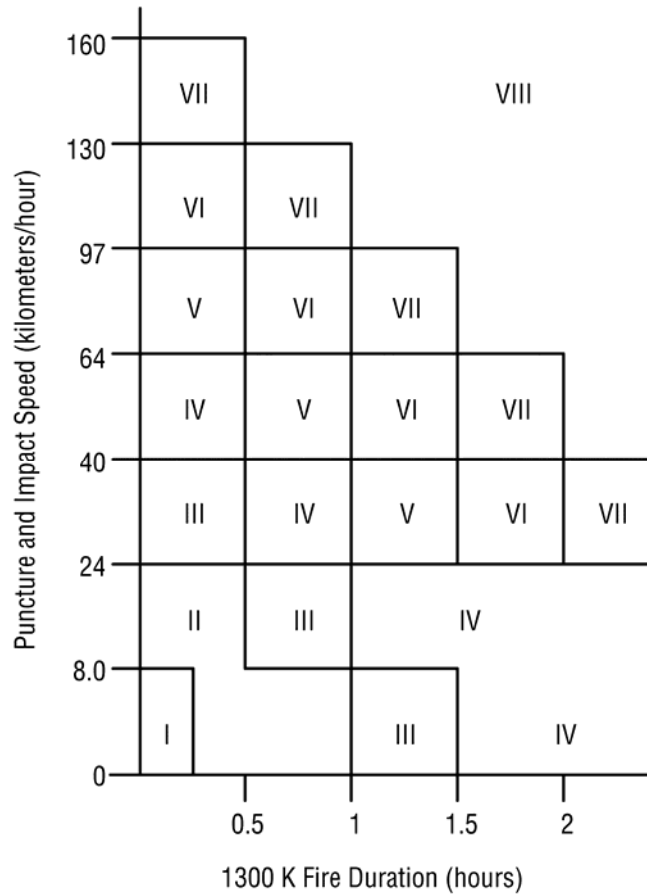 160
VII
VIII
130
VI
VII
97
V
VI
VII
64
IV
V
VI
VII
40
III
IV
V
VI
VII
24
II
III
IV
8.0
I
III
IV
0
0.5
1
1.5
2
Puncture and Impact Speed (kilometers/hour)
1300 K Fire Duration (hours)